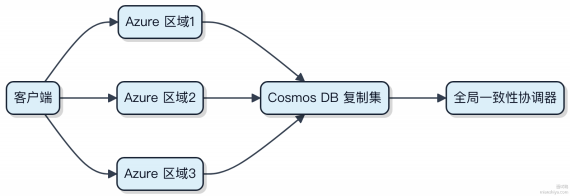 Azure 区域1
客户端
Azure 区域2
Cosmos DB 复制集
全局一致性协调器
Azure 区域3